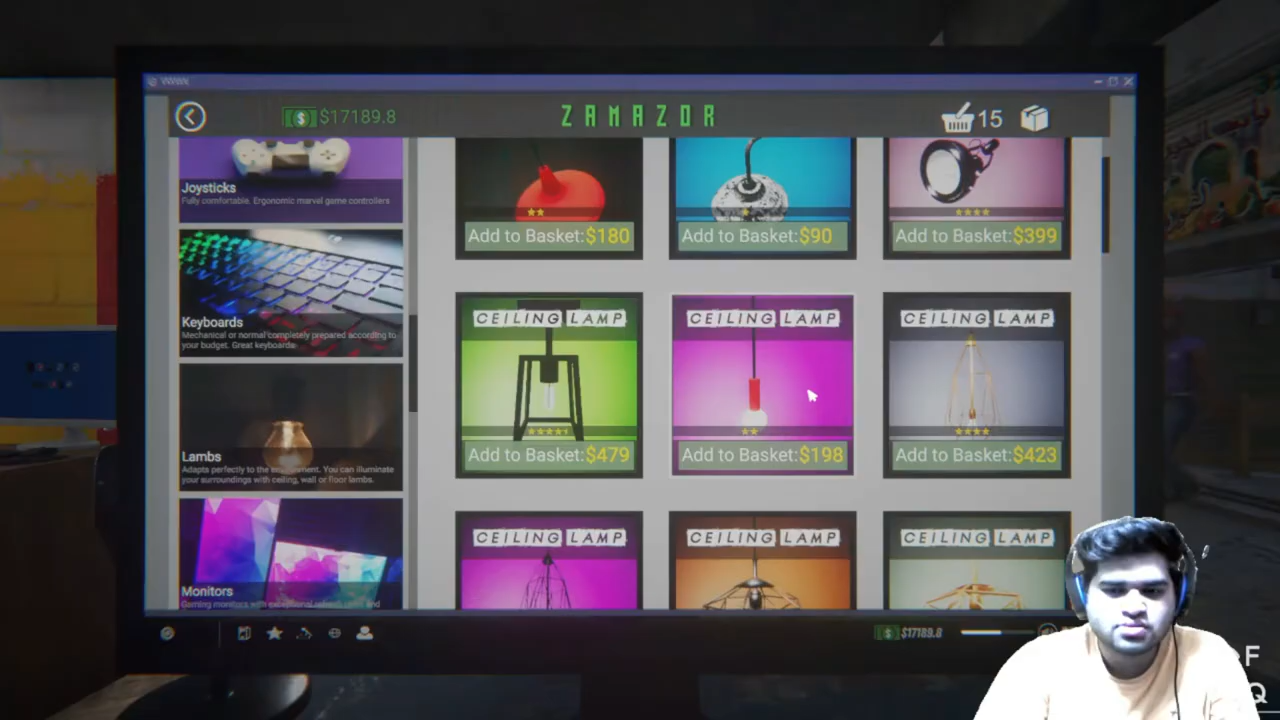 $17189.8
ZAMAZOR
15
Joysticks
Fully comfortable. Ergonomic marvel game controllers
Add to Basket:$180
Add to Basket:$90
Add to Basket:$399
Keyboards
Mechanical or normal completely prepared according to
your budget. Great keyboards.
CEILING LAMP
CEILING LAMP
CEILING LAMP
Add to Basket:$479
Add to Basket:$198
Add to Basket:$423
Lambs
Adapts perfectly to the environment. You can illuminate
your surroundings with ceiling, wall or floor lambs.
CEILING LAMP
CEILING LAMP
CEILING LAMP
Monitors
$17189.8
F
Q